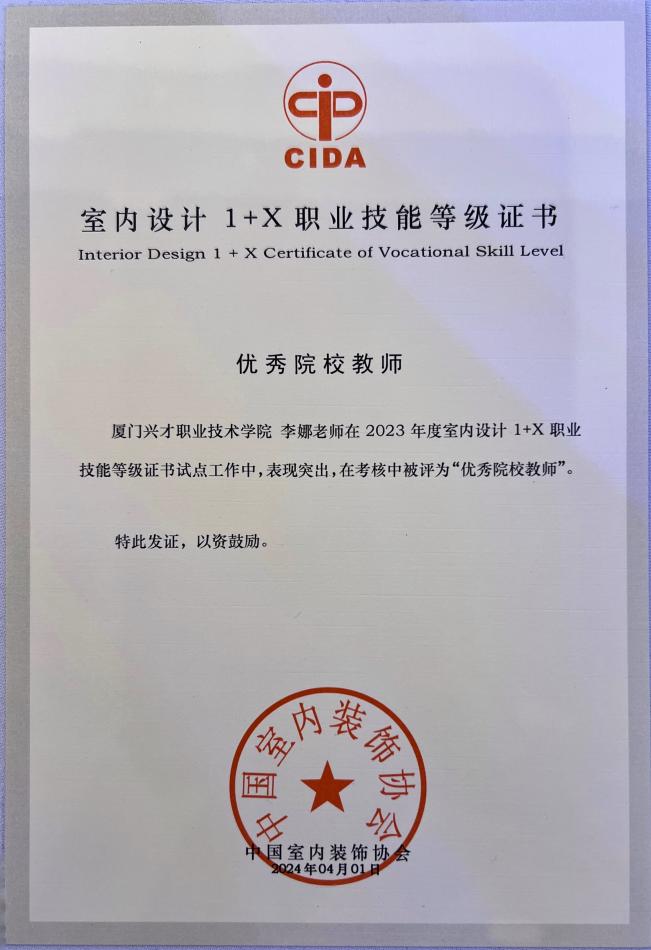 CIDA
室内设计 1+X 职业技能等级证书
Interior Design 1 + X Certificate of Vocational Skill Level
优秀院校教师
厦门兴才职业技术学院 李娜老师在 2023 年度室内设计 1+X 职业
技能等级证书试点工作中，表现突出，在考核中被评为“优秀院校教师”。
特此发证，以资鼓励。
中国室内装饰协会
中国室内装饰协会
2024年04月01日